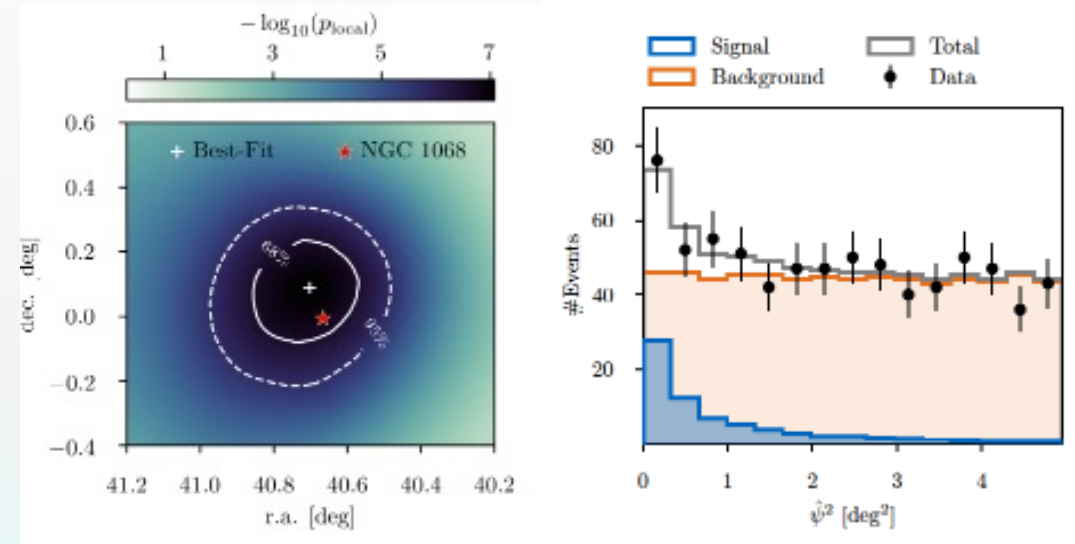 − log₁₀(p_local)
1 3 5 7
Best-Fit NGC 1068
68%
95%
0.6
0.4
0.2
0.0
−0.2
−0.4
dec. [deg]
41.2 41.0 40.8 40.6 40.4 40.2
r.a. [deg]
Signal Total
Background Data
80
60
40
20
#Events
0 1 2 3 4
ψ̂² [deg²]